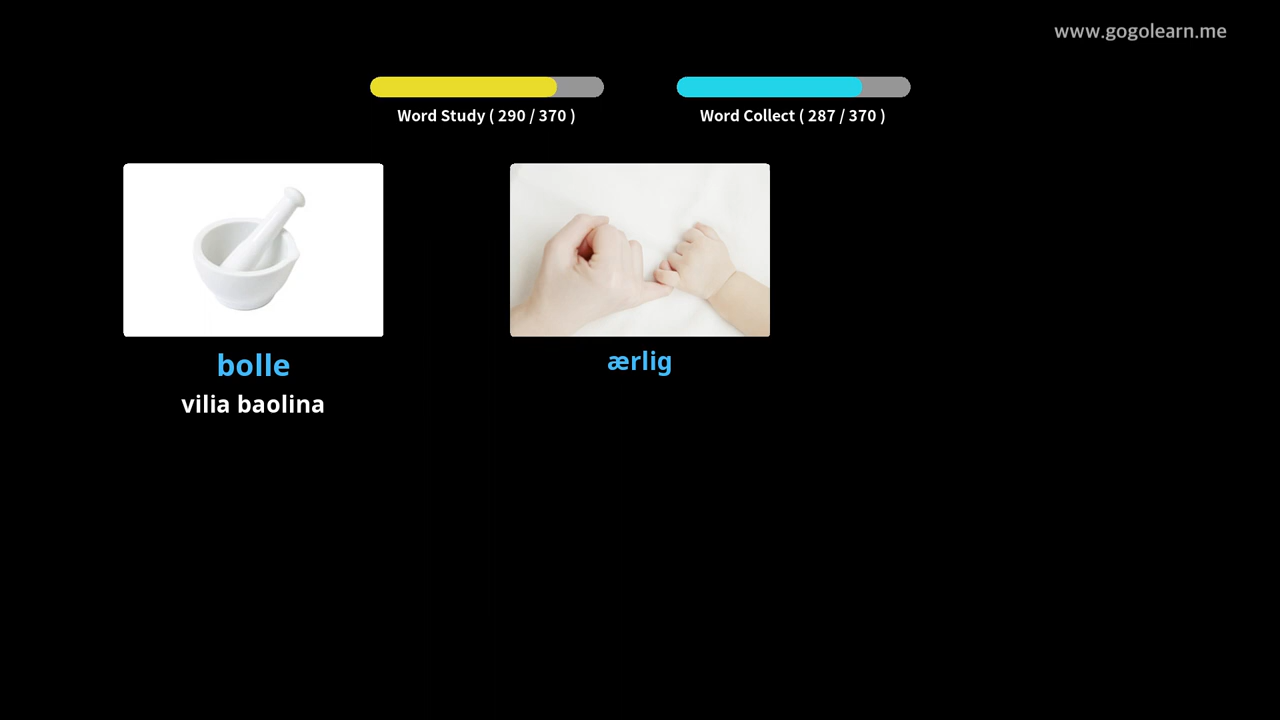 www.gogolearn.me
Word Study ( 290 / 370 )
Word Collect ( 287 / 370 )
bolle
vilia baolina
ærlig